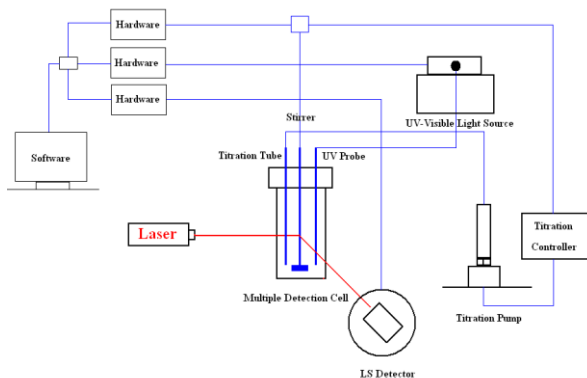 Hardware
Hardware
Hardware
Stirrer
UV-Visible Light Source
Software
Titration Tube
UV Probe
Laser
Titration
Controller
Multiple Detection Cell
Titration Pump
LS Detector